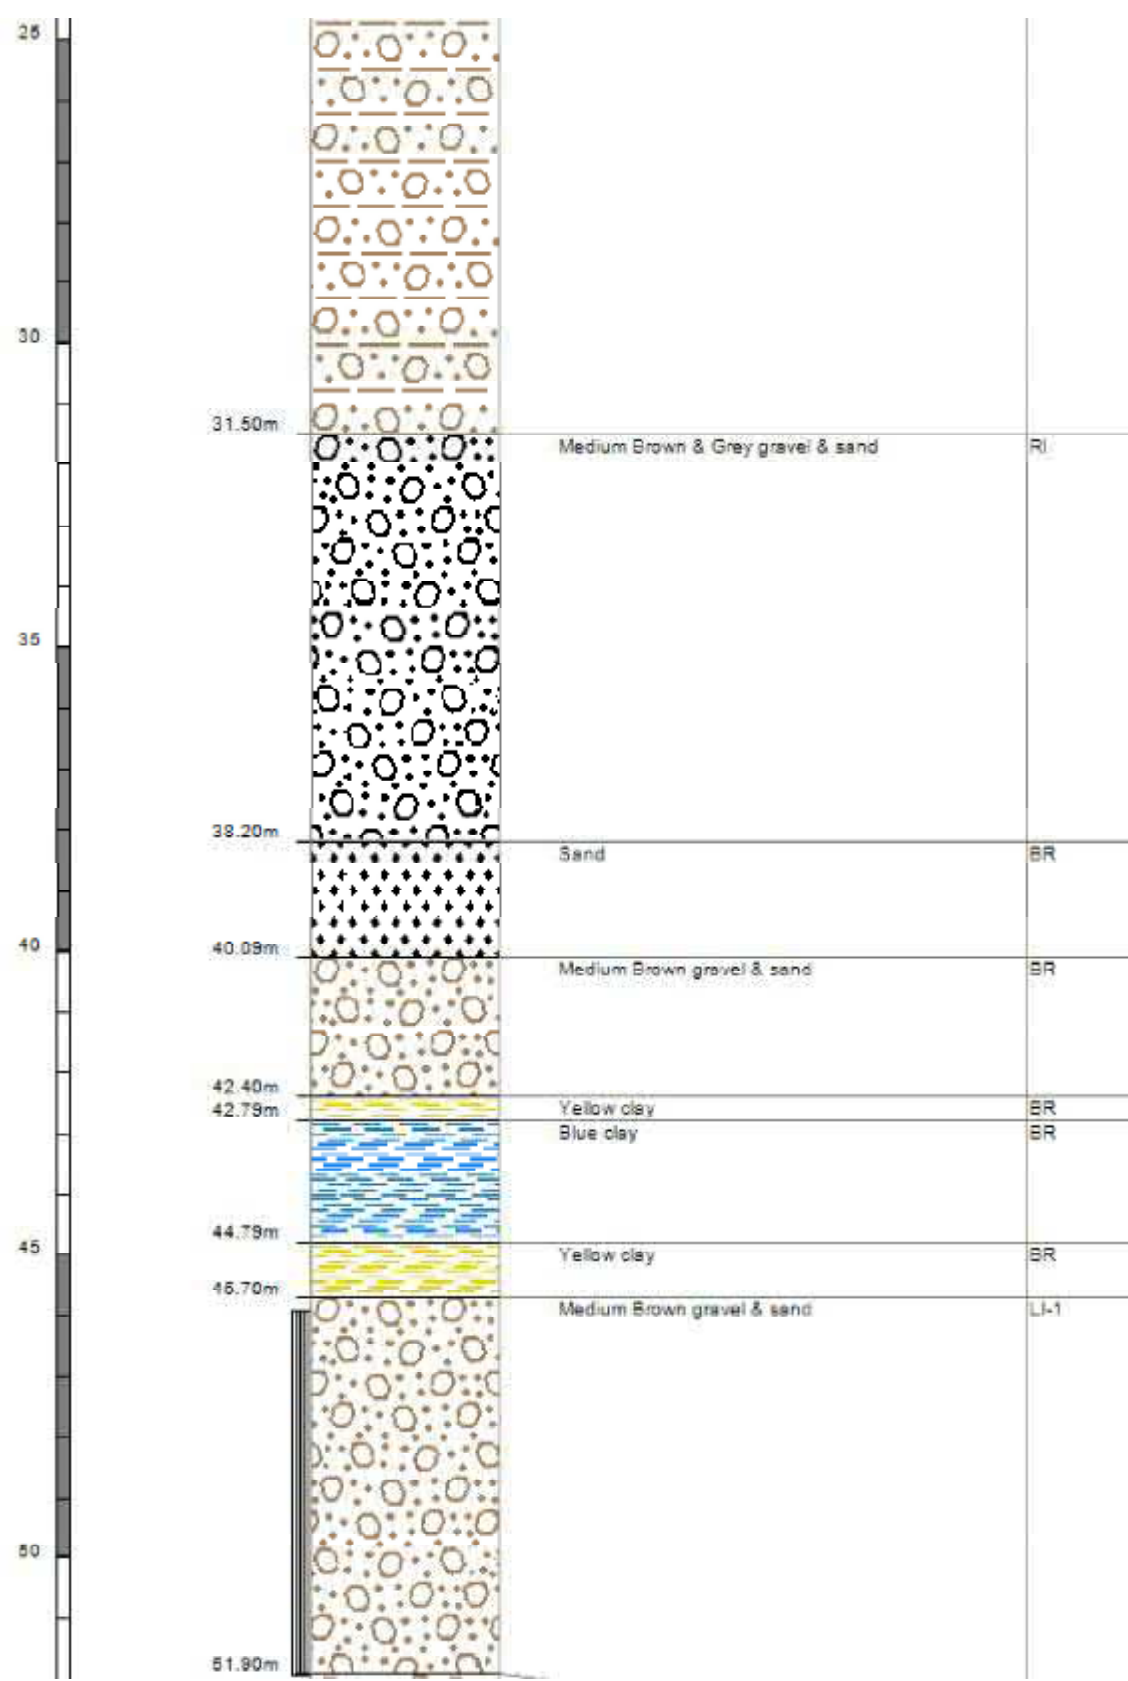 25
30
31.50m
Medium Brown & Grey gravel & sand RI
35
38.20m
Sand BR
40
40.09m
Medium Brown gravel & sand BR
42.40m
Yellow clay BR
42.79m
Blue clay BR
44.79m
45
Yellow clay BR
45.70m
Medium Brown gravel & sand LI-1
50
51.90m